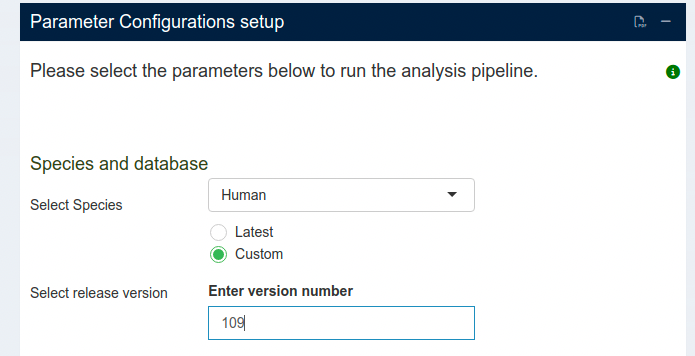 Parameter Configurations setup
Please select the parameters below to run the analysis pipeline.
Species and database
Select Species
Human
Latest
Custom
Select release version
Enter version number
109